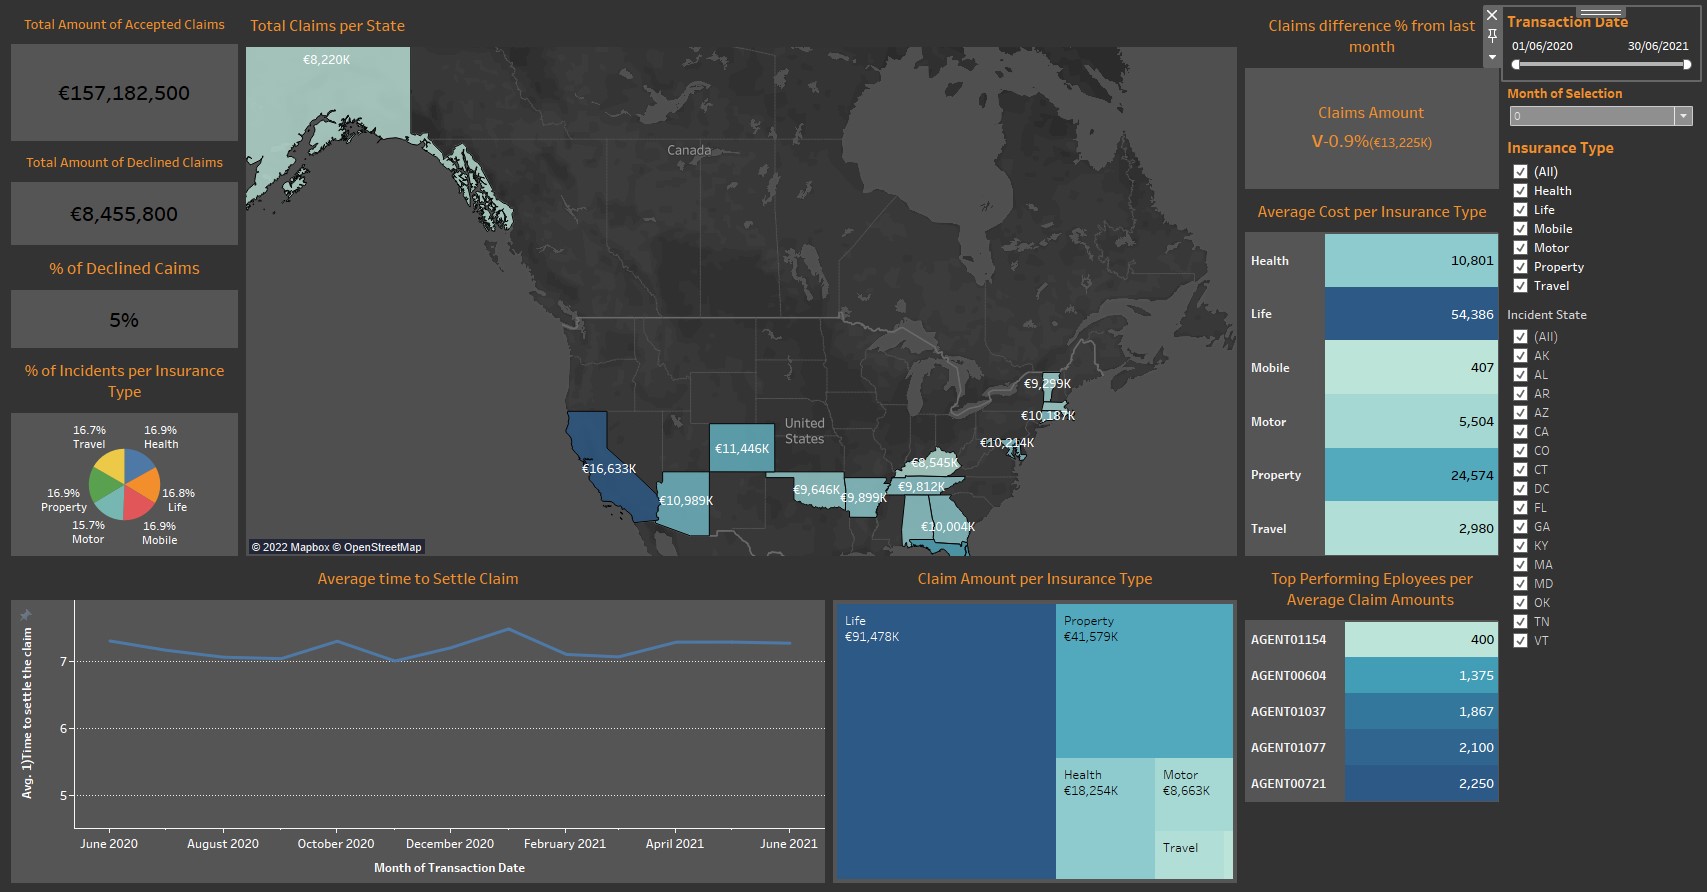 Total Amount of Accepted Claims
€157,182,500
Total Amount of Declined Claims
€8,455,800
% of Declined Caims
5%
% of Incidents per Insurance
Type
16.7%
Travel
16.9%
Health
16.9%
Property
16.8%
Life
15.7%
Motor
16.9%
Mobile
Total Claims per State
€8,220K
Canada
United
States
€16,633K
€11,446K
€10,989K
€9,646K
€9,899K
€8,545K
€9,812K
€10,004K
€10,214K
€9,299K
€10,187K
© 2022 Mapbox © OpenStreetMap
Claims difference % from last
month
Claims Amount
V-0.9%(€13,225K)
Average Cost per Insurance Type
Health 10,801
Life 54,386
Mobile 407
Motor 5,504
Property 24,574
Travel 2,980
Transaction Date
01/06/2020 30/06/2021
Month of Selection
0
Insurance Type
(All)
Health
Life
Mobile
Motor
Property
Travel
Incident State
(All)
AK
AL
AR
AZ
CA
CO
CT
DC
FL
GA
KY
MA
MD
OK
TN
VT
Average time to Settle Claim
Avg. 1)Time to settle the claim
7
6
5
June 2020 August 2020 October 2020 December 2020 February 2021 April 2021 June 2021
Month of Transaction Date
Claim Amount per Insurance Type
Life
€91,478K
Property
€41,579K
Health
€18,254K
Motor
€8,663K
Travel
Top Performing Eployees per
Average Claim Amounts
AGENT01154 400
AGENT00604 1,375
AGENT01037 1,867
AGENT01077 2,100
AGENT00721 2,250